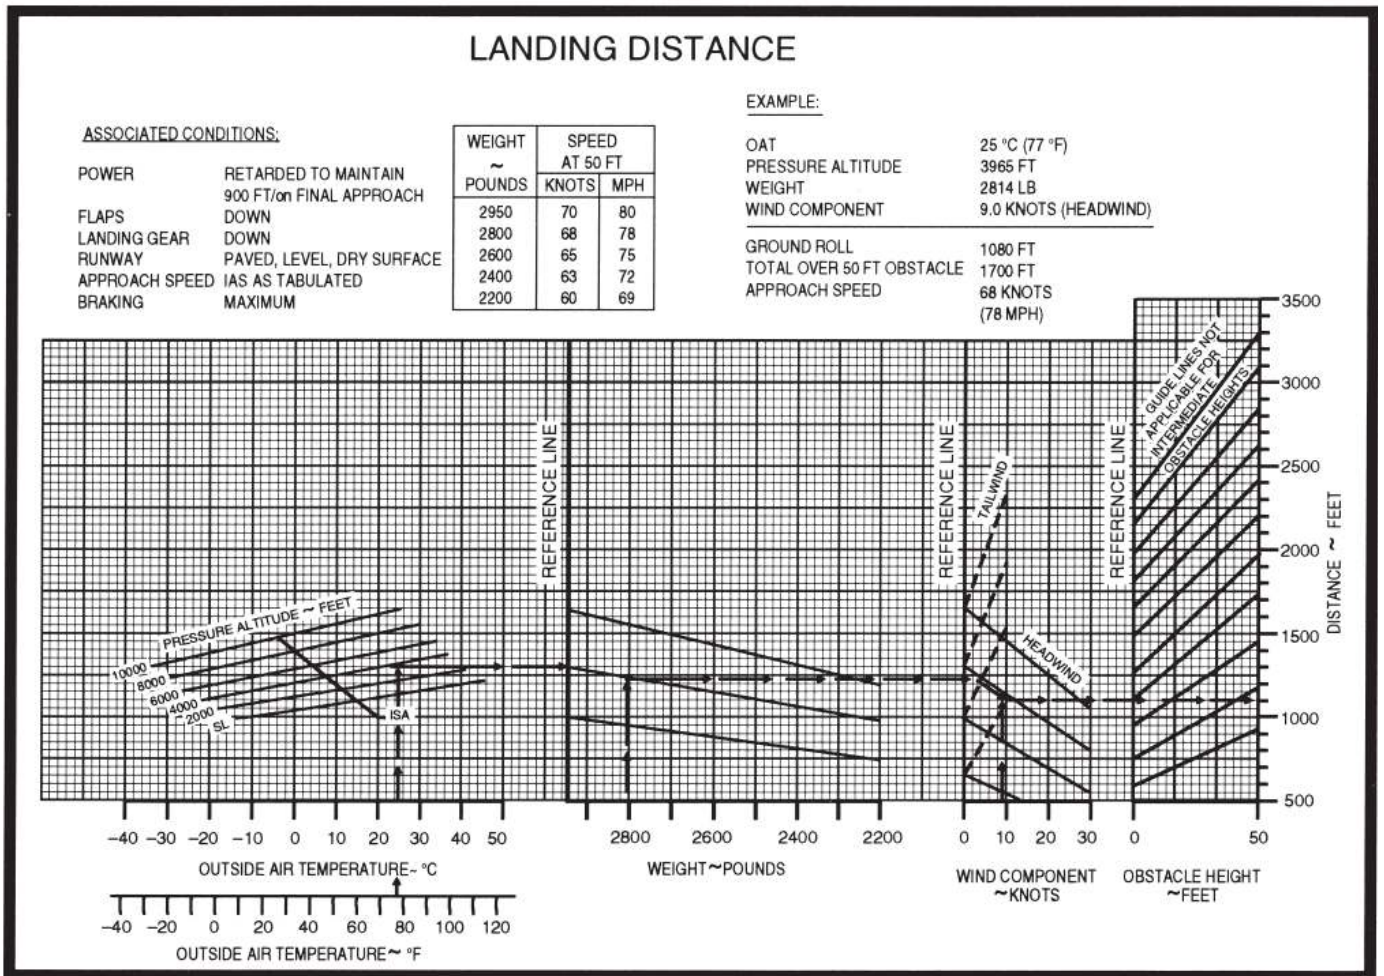 LANDING DISTANCE
ASSOCIATED CONDITIONS:
POWER RETARDED TO MAINTAIN
900 FT/on FINAL APPROACH
FLAPS DOWN
LANDING GEAR DOWN
RUNWAY PAVED, LEVEL, DRY SURFACE
APPROACH SPEED IAS AS TABULATED
BRAKING MAXIMUM
WEIGHT SPEED
~ AT 50 FT
POUNDS KNOTS MPH
2950 70 80
2800 68 78
2600 65 75
2400 63 72
2200 60 69
EXAMPLE:
OAT 25 °C (77 °F)
PRESSURE ALTITUDE 3965 FT
WEIGHT 2814 LB
WIND COMPONENT 9.0 KNOTS (HEADWIND)
GROUND ROLL 1080 FT
TOTAL OVER 50 FT OBSTACLE 1700 FT
APPROACH SPEED 68 KNOTS
(78 MPH)
PRESSURE ALTITUDE ~ FEET
10000
8000
6000
4000
2000
SL
ISA
REFERENCE LINE
REFERENCE LINE
TAILWIND
HEADWIND
REFERENCE LINE
GUIDE LINES NOT
APPLICABLE FOR
INTERMEDIATE
OBSTACLE HEIGHTS.
3500
3000
2500
2000
1500
1000
500
DISTANCE ~ FEET
-40 -30 -20 -10 0 10 20 30 40 50
OUTSIDE AIR TEMPERATURE~ °C
-40 -20 0 20 40 60 80 100 120
OUTSIDE AIR TEMPERATURE~ °F
2800 2600 2400 2200
WEIGHT~POUNDS
0 10 20 30
WIND COMPONENT
~KNOTS
0 50
OBSTACLE HEIGHT
~FEET